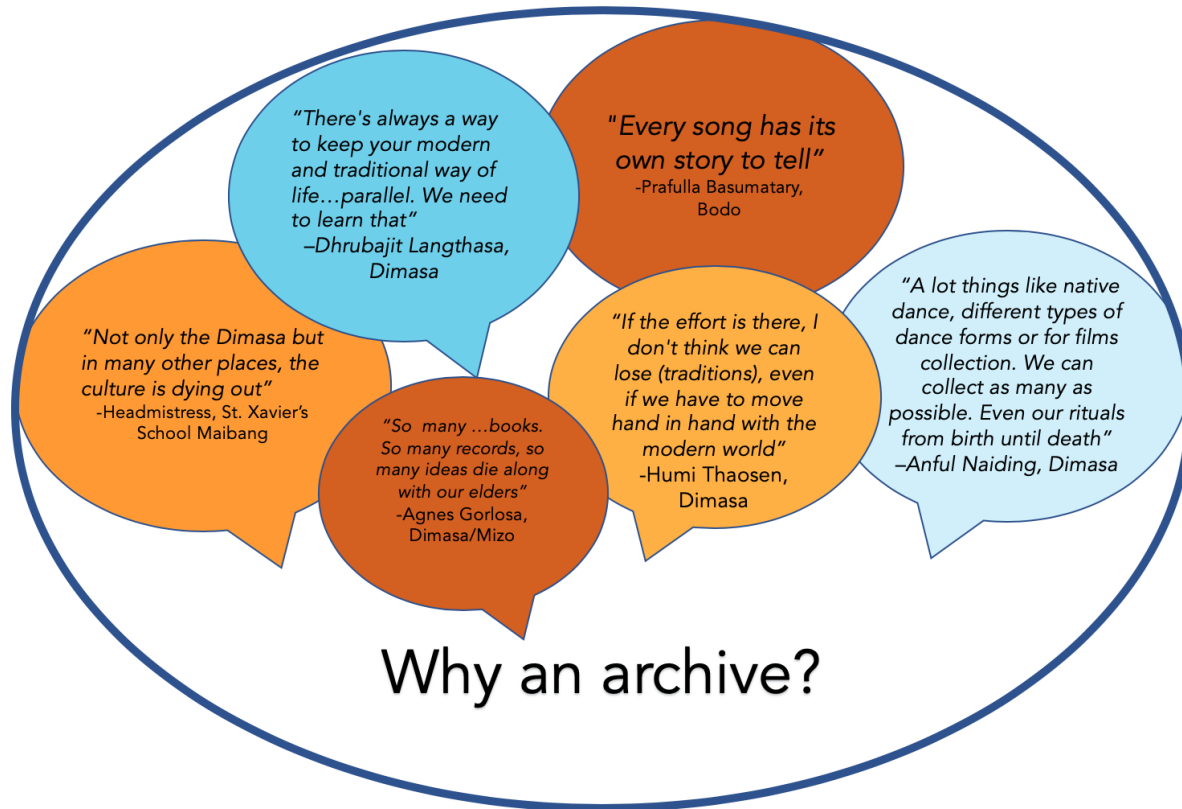 “There's always a way
to keep your modern
and traditional way of
life…parallel. We need
to learn that”
–Dhrubajit Langthasa,
Dimasa
"Every song has its
own story to tell”
-Prafulla Basumatary,
Bodo
“Not only the Dimasa but
in many other places, the
culture is dying out”
-Headmistress, St. Xavier’s
School Maibang
“So  many …books.
So many records, so
many ideas die along
with our elders”
-Agnes Gorlosa,
Dimasa/Mizo
“If the effort is there, I
don't think we can
lose (traditions), even
if we have to move
hand in hand with the
modern world”
-Humi Thaosen,
Dimasa
“A lot things like native
dance, different types of
dance forms or for films
collection. We can
collect as many as
possible. Even our rituals
from birth until death”
–Anful Naiding, Dimasa
Why an archive?